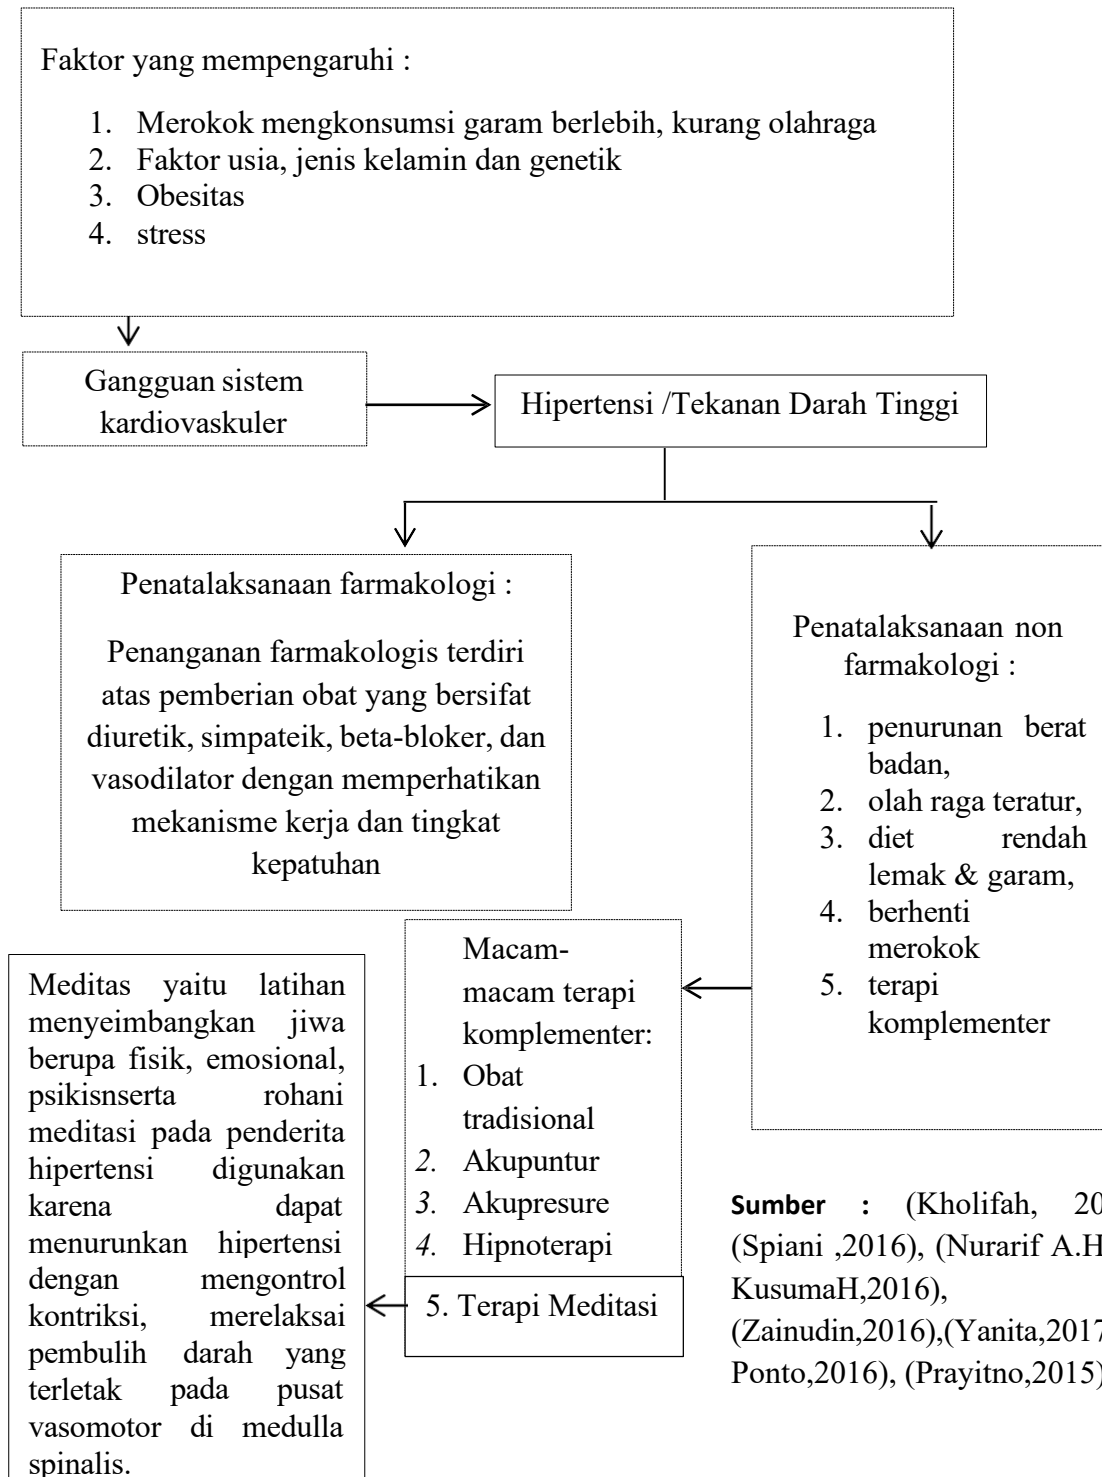 Faktor yang mempengaruhi :
1. Merokok mengkonsumsi garam berlebih, kurang olahraga
2. Faktor usia, jenis kelamin dan genetik
3. Obesitas
4. stress
Gangguan sistem
kardiovaskuler
Hipertensi /Tekanan Darah Tinggi
Penatalaksanaan farmakologi :
Penanganan farmakologis terdiri
atas pemberian obat yang bersifat
diuretik, simpateik, beta-bloker, dan
vasodilator dengan memperhatikan
mekanisme kerja dan tingkat
kepatuhan
Penatalaksanaan non
farmakologi :
1. penurunan berat
badan,
2. olah raga teratur,
3. diet rendah
lemak & garam,
4. berhenti
merokok
5. terapi
komplementer
Macam-
macam terapi
komplementer:
1. Obat
tradisional
2. Akupuntur
3. Akupresure
4. Hipnoterapi
5. Terapi Meditasi
Meditas yaitu latihan
menyeimbangkan jiwa
berupa fisik, emosional,
psikisnserta rohani
meditasi pada penderita
hipertensi digunakan
karena dapat
menurunkan hipertensi
dengan mengontrol
kontriksi, merelaksai
pembulih darah yang
terletak pada pusat
vasomotor di medulla
spinalis.
Sumber : (Kholifah, 20
(Spiani ,2016), (Nurarif A.H
KusumaH,2016),
(Zainudin,2016),(Yanita,2017
Ponto,2016), (Prayitno,2015)